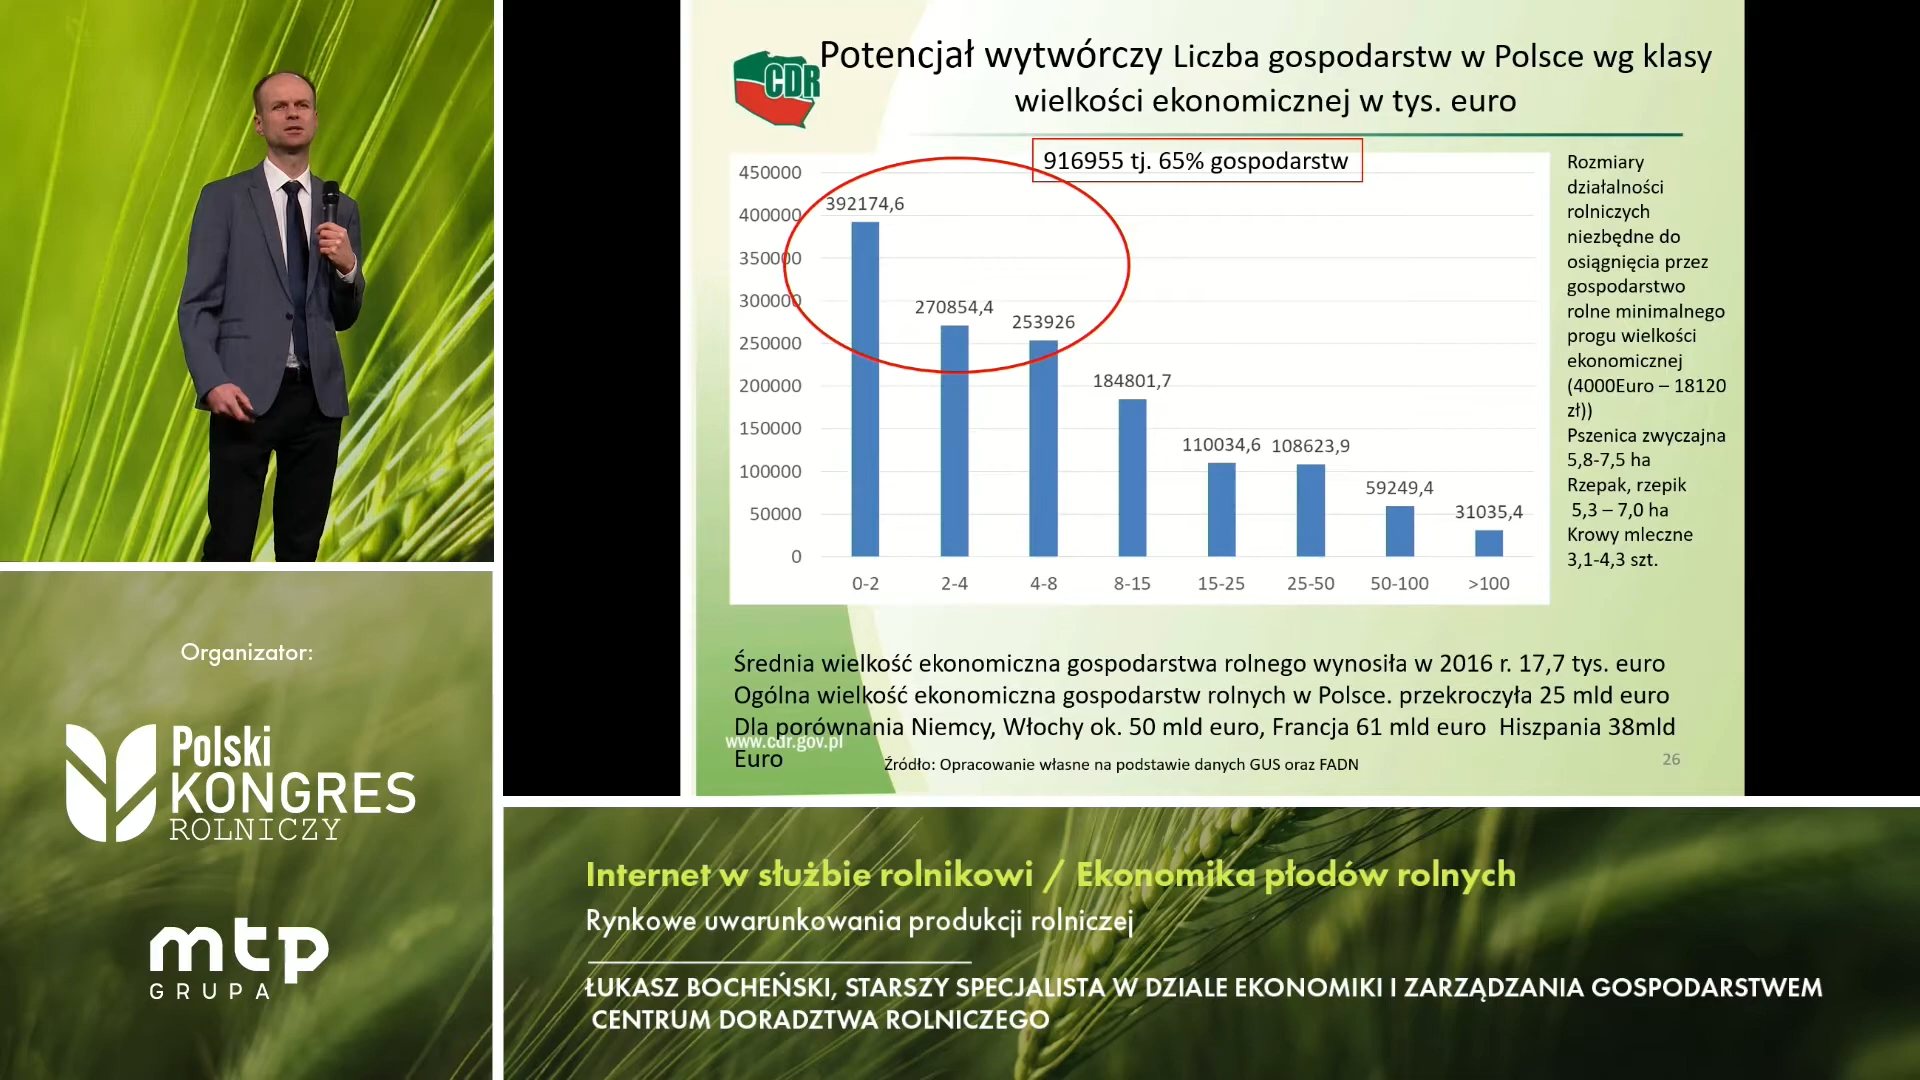 CDR
Potencjał wytwórczy Liczba gospodarstw w Polsce wg klasy
wielkości ekonomicznej w tys. euro
916955 tj. 65% gospodarstw
450000
400000
350000
300000
250000
200000
150000
100000
50000
0
392174,6
270854,4
253926
184801,7
110034,6
108623,9
59249,4
31035,4
0-2
2-4
4-8
8-15
15-25
25-50
50-100
>100
Rozmiary
działalności
rolniczych
niezbędne do
osiągnięcia przez
gospodarstwo
rolne minimalnego
progu wielkości
ekonomicznej
(4000Euro – 18120
zł))
Pszenica zwyczajna
5,8-7,5 ha
Rzepak, rzepik
5,3 – 7,0 ha
Krowy mleczne
3,1-4,3 szt.
Średnia wielkość ekonomiczna gospodarstwa rolnego wynosiła w 2016 r. 17,7 tys. euro
Ogólna wielkość ekonomiczna gospodarstw rolnych w Polsce. przekroczyła 25 mld euro
Dla porównania Niemcy, Włochy ok. 50 mld euro, Francja 61 mld euro  Hiszpania 38mld
Euro
www.cdr.gov.pl
Źródło: Opracowanie własne na podstawie danych GUS oraz FADN
26
Organizator:
Polski
KONGRES
ROLNICZY
mtp
GRUPA
Internet w służbie rolnikowi / Ekonomika płodów rolnych
Rynkowe uwarunkowania produkcji rolniczej
ŁUKASZ BOCHEŃSKI, STARSZY SPECJALISTA W DZIALE EKONOMIKI I ZARZĄDZANIA GOSPODARSTWEM
CENTRUM DORADZTWA ROLNICZEGO